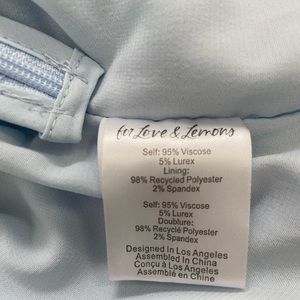 for Love & Lemons
Self: 95% Viscose
5% Lurex
Lining:
98% Recycled Polyester
2% Spandex
Self: 95% Viscose
5% Lurex
Doublure:
98% Recyclé Polyester
2% Spandex
Designed In Los Angeles
Assembled In China
Conçu à Los Angeles
Assemblé en Chine